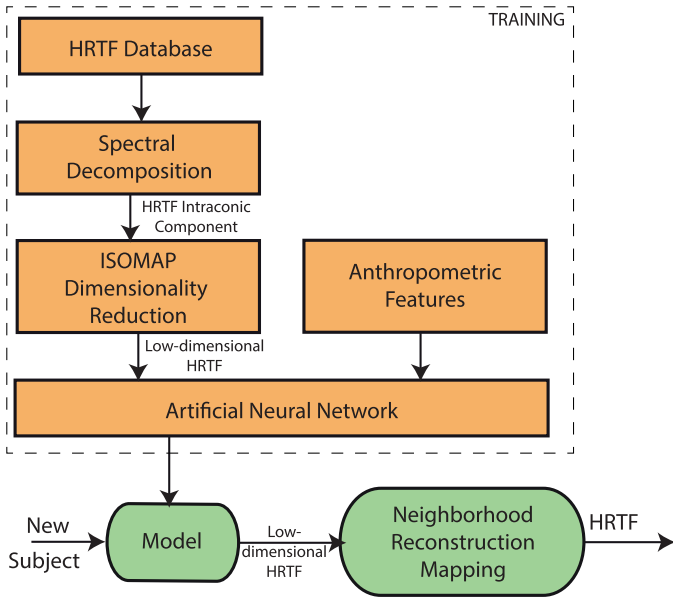 TRAINING
HRTF Database
Spectral
Decomposition
HRTF Intraconic
Component
ISOMAP
Dimensionality
Reduction
Anthropometric
Features
Low-dimensional
HRTF
Artificial Neural Network
New
Subject
Model
Low-
dimensional
HRTF
Neighborhood
Reconstruction
Mapping
HRTF